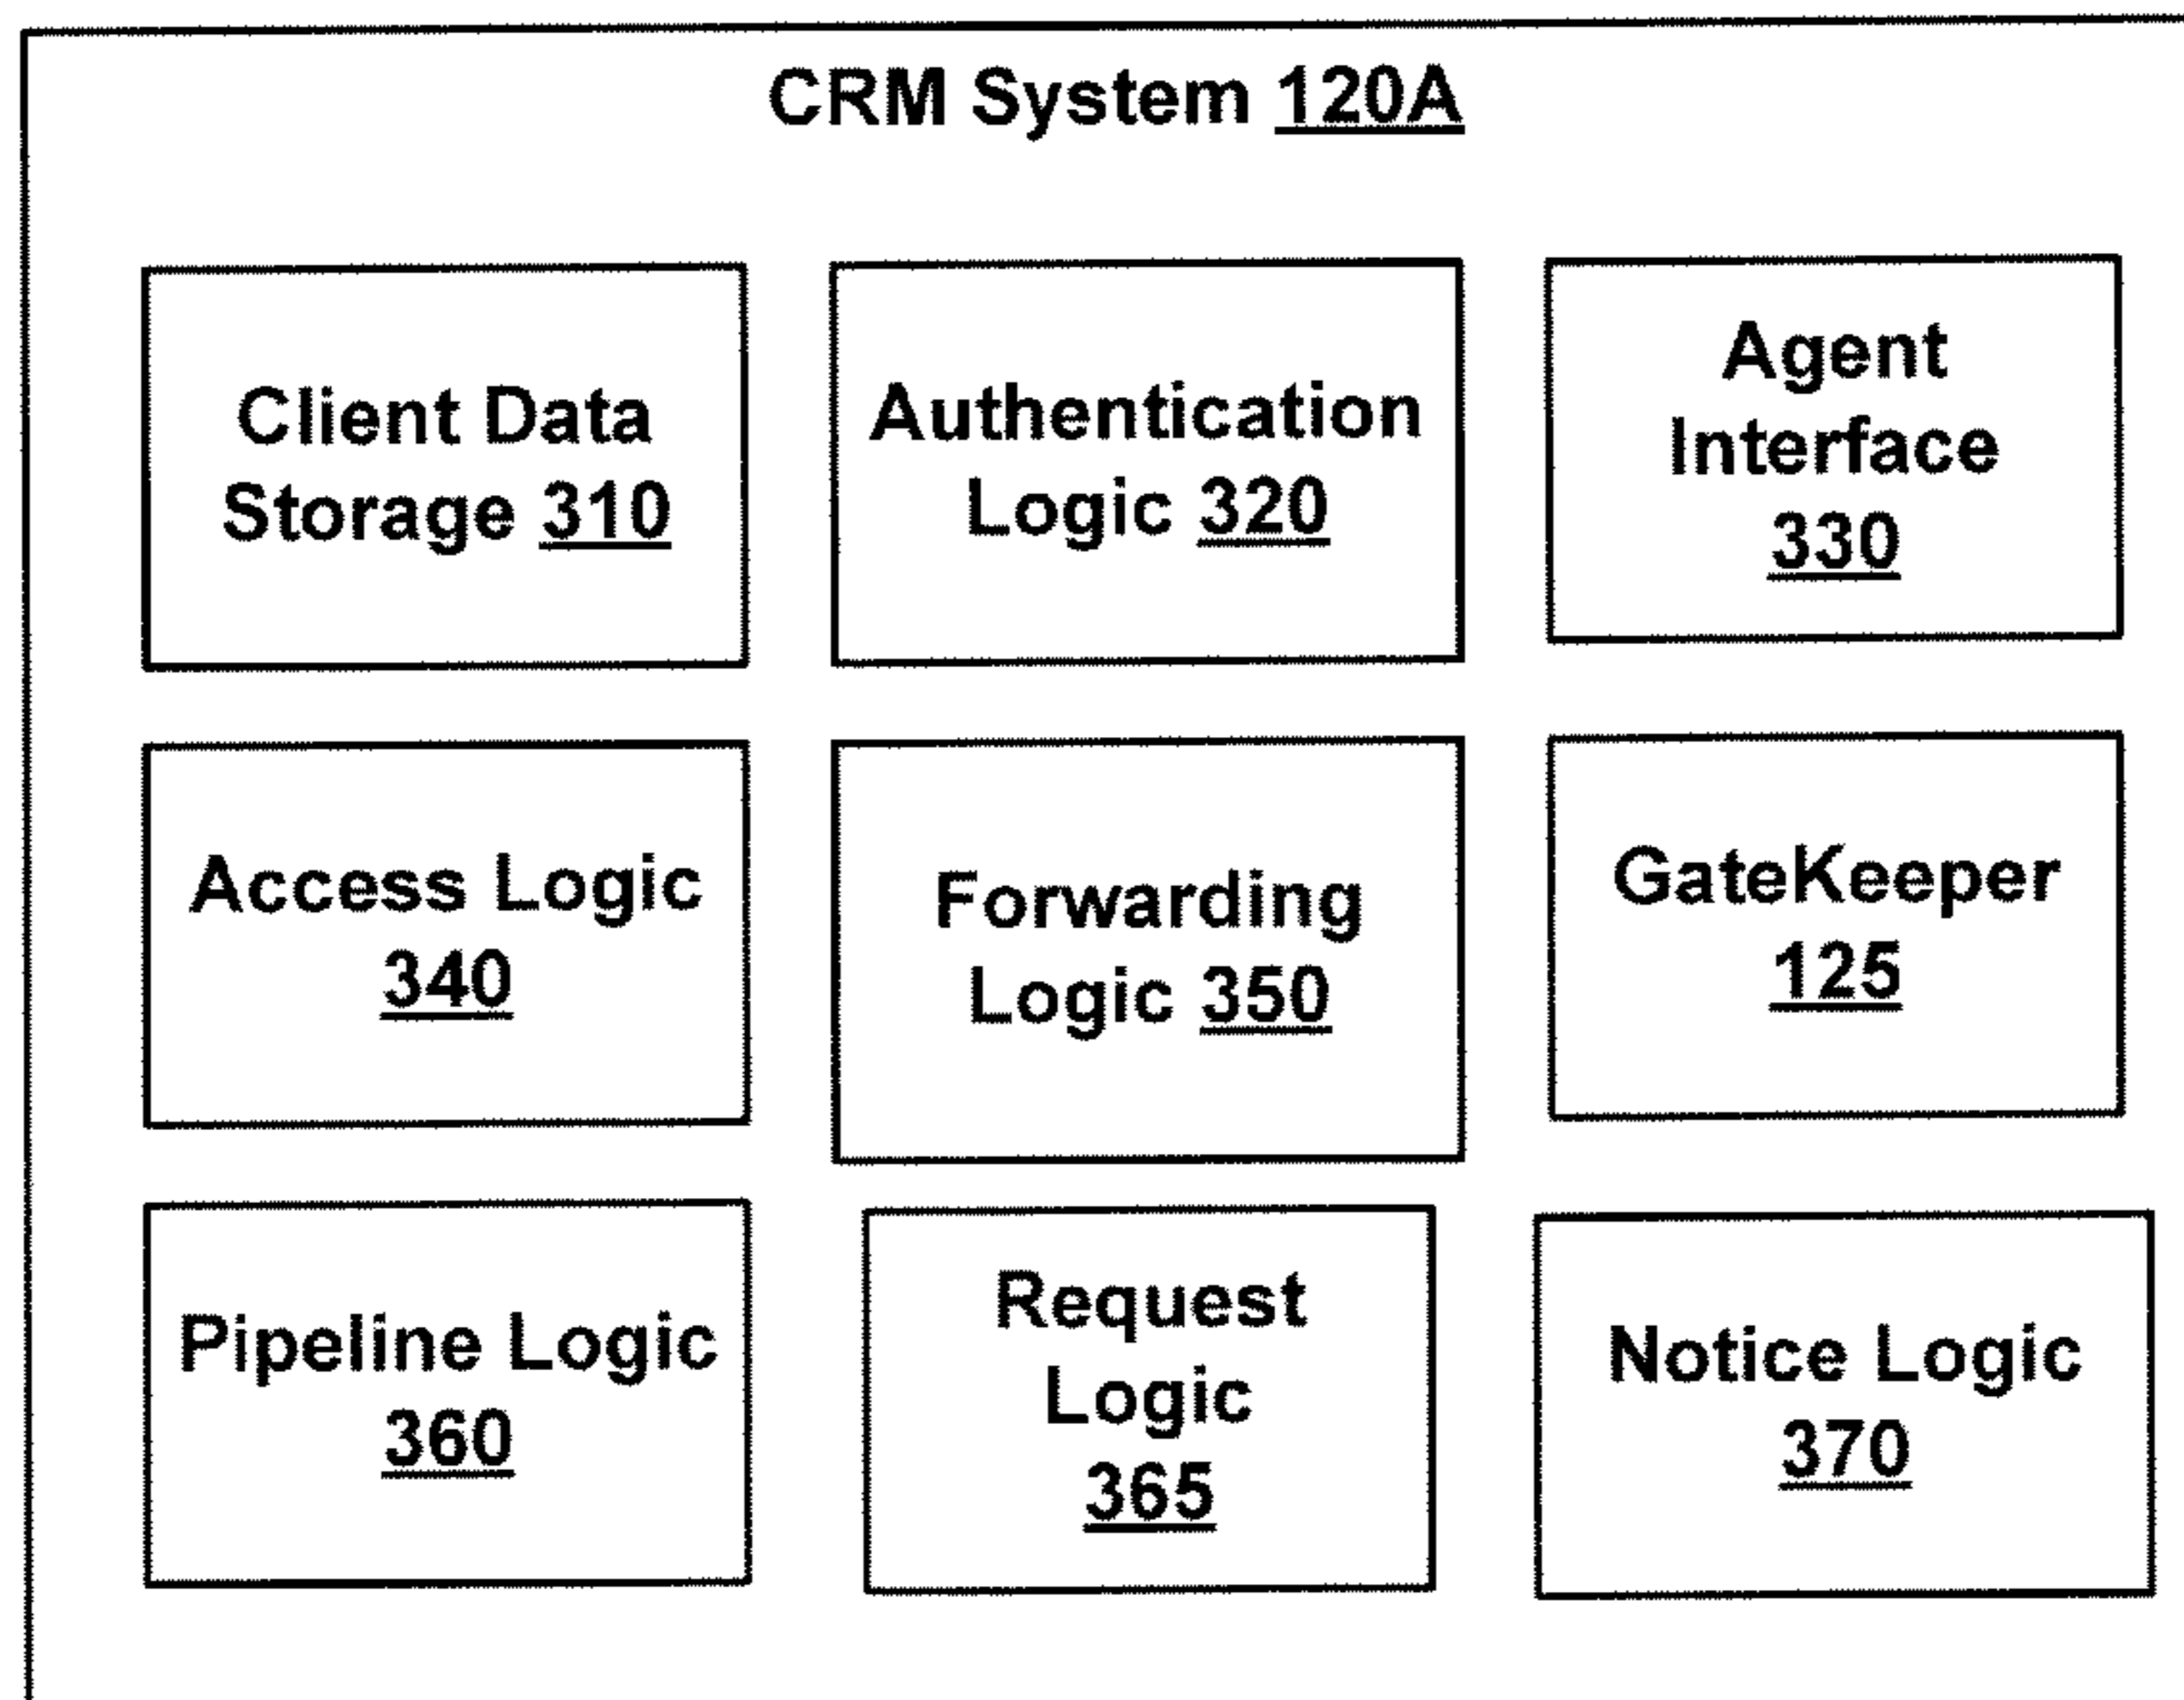 CRM System 120A
Client Data
Storage 310
Authentication
Logic 320
Agent
Interface
330
Access Logic
340
Forwarding
Logic 350
GateKeeper
125
Pipeline Logic
360
Request
Logic
365
Notice Logic
370